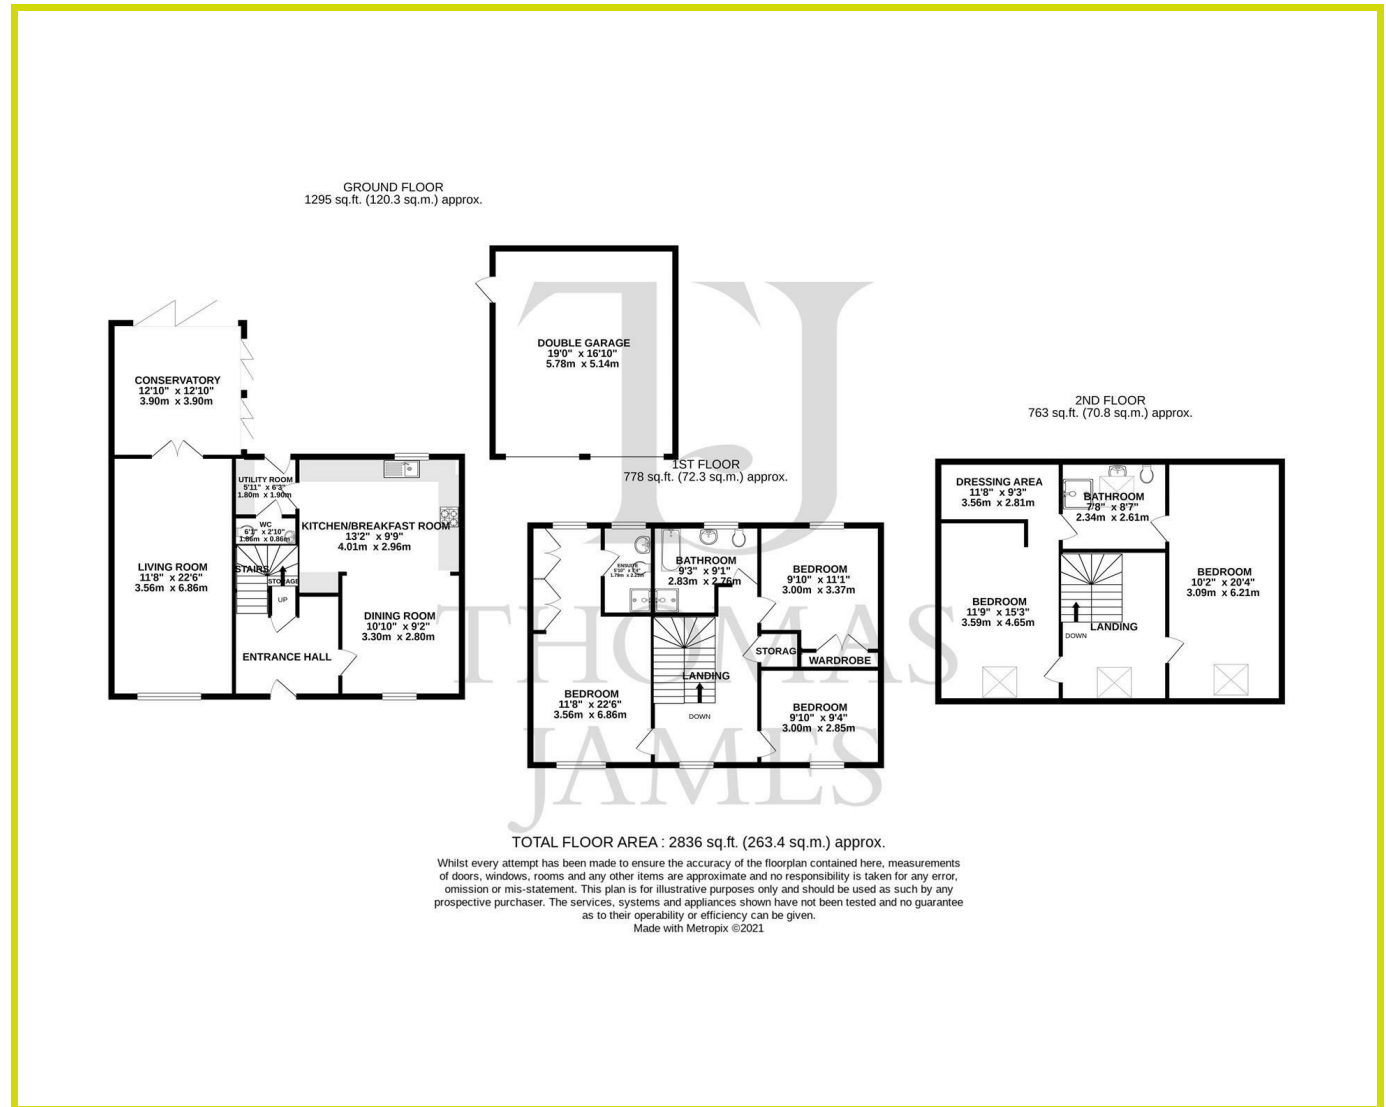 GROUND FLOOR
1295 sq.ft. (120.3 sq.m.) approx.
DOUBLE GARAGE
19'0" x 16'10"
5.78m x 5.14m
CONSERVATORY
12'10" x 12'10"
3.90m x 3.90m
UTILITY ROOM
5'11" x 6'3"
1.80m x 1.90m
WC
2'10"
0.86m
KITCHEN/BREAKFAST ROOM
13'2" x 9'9"
4.01m x 2.96m
LIVING ROOM
11'8" x 22'6"
3.56m x 6.86m
STAIRS
STORAGE
UP
DINING ROOM
10'10" x 9'2"
3.30m x 2.80m
ENTRANCE HALL
1ST FLOOR
778 sq.ft. (72.3 sq.m.) approx.
ENSUITE
BATHROOM
9'3" x 9'1"
2.83m x 2.76m
BEDROOM
9'10" x 11'1"
3.00m x 3.37m
STORAG
WARDROBE
LANDING
DOWN
BEDROOM
11'8" x 22'6"
3.56m x 6.86m
BEDROOM
9'10" x 9'4"
3.00m x 2.85m
2ND FLOOR
763 sq.ft. (70.8 sq.m.) approx.
DRESSING AREA
11'8" x 9'3"
3.56m x 2.81m
BATHROOM
7'8" x 8'7"
2.34m x 2.61m
BEDROOM
10'2" x 20'4"
3.09m x 6.21m
BEDROOM
11'9" x 15'3"
3.59m x 4.65m
LANDING
DOWN
TJ
THOMAS
JAMES
TOTAL FLOOR AREA : 2836 sq.ft. (263.4 sq.m.) approx.
Whilst every attempt has been made to ensure the accuracy of the floorplan contained here, measurements
of doors, windows, rooms and any other items are approximate and no responsibility is taken for any error,
omission or mis-statement. This plan is for illustrative purposes only and should be used as such by any
prospective purchaser. The services, systems and appliances shown have not been tested and no guarantee
as to their operability or efficiency can be given.
Made with Metropix ©2021